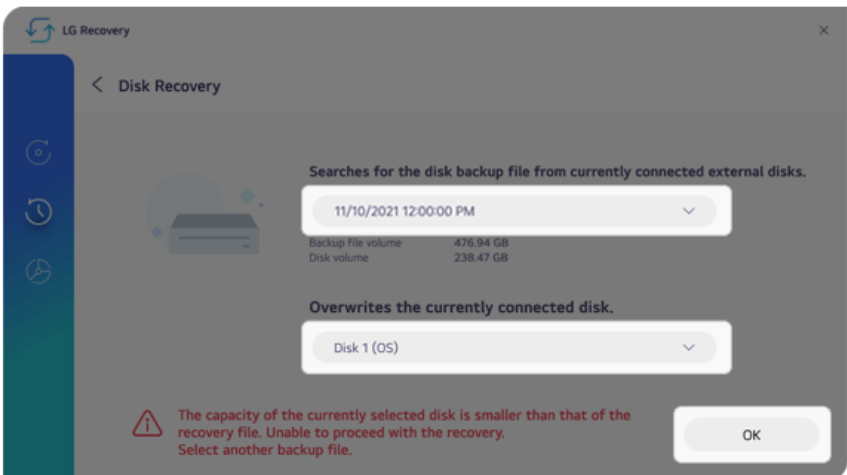 LG Recovery
Disk Recovery
Searches for the disk backup file from currently connected external disks.
11/10/2021 12:00:00 PM
Backup file volume 476.94 GB
Disk volume 238.47 GB
Overwrites the currently connected disk.
Disk 1 (OS)
The capacity of the currently selected disk is smaller than that of the
recovery file. Unable to proceed with the recovery.
Select another backup file.
OK